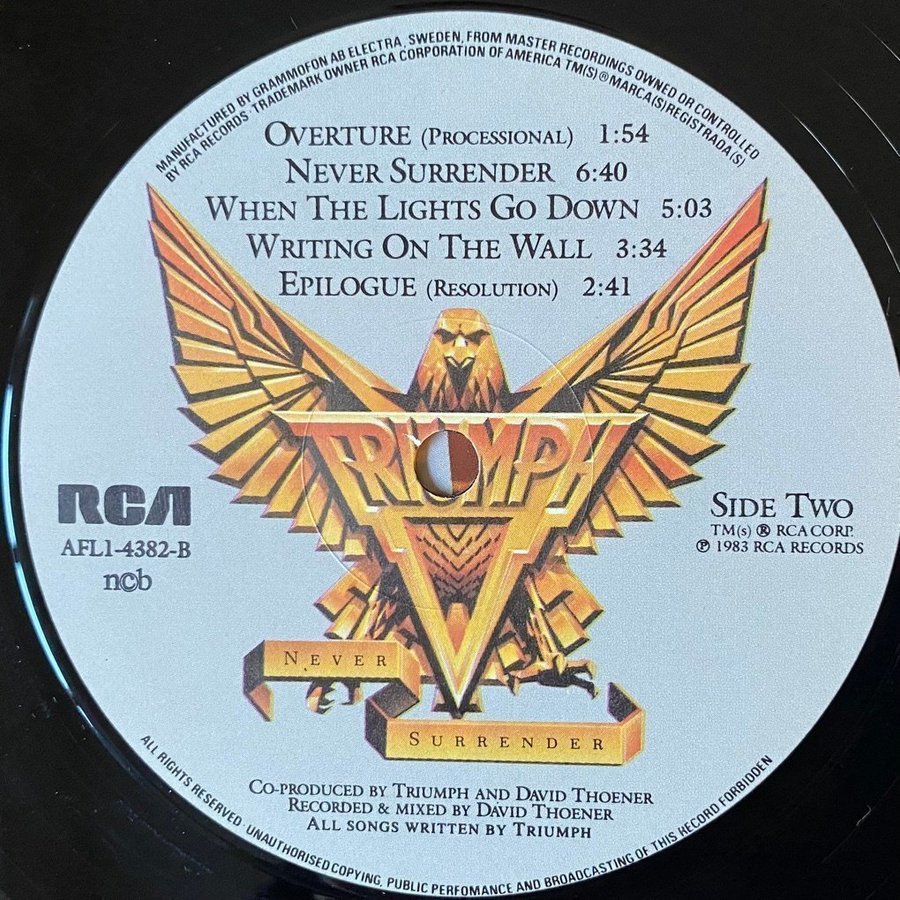 MANUFACTURED BY GRAMMOFON AB ELECTRA, SWEDEN, FROM MASTER RECORDINGS OWNED OR CONTROLLED
BY RCA RECORDS· TRADEMARK OWNER RCA CORPORATION OF AMERICA TM(S)® MARCA(S) REGISTRADA(S)
OVERTURE (PROCESSIONAL) 1:54
NEVER SURRENDER 6:40
WHEN THE LIGHTS GO DOWN 5:03
WRITING ON THE WALL 3:34
EPILOGUE (RESOLUTION) 2:41
TRIUMPH
RCA
AFL1-4382-B
ncb
SIDE TWO
TM(s) ® RCA CORP.
℗ 1983 RCA RECORDS
NEVER
SURRENDER
CO-PRODUCED BY TRIUMPH AND DAVID THOENER
RECORDED & MIXED BY DAVID THOENER
ALL SONGS WRITTEN BY TRIUMPH
ALL RIGHTS RESERVED· UNAUTHORISED COPYING, PUBLIC PERFOMANCE AND BROADCASTING OF THIS RECORD FORBIDDEN